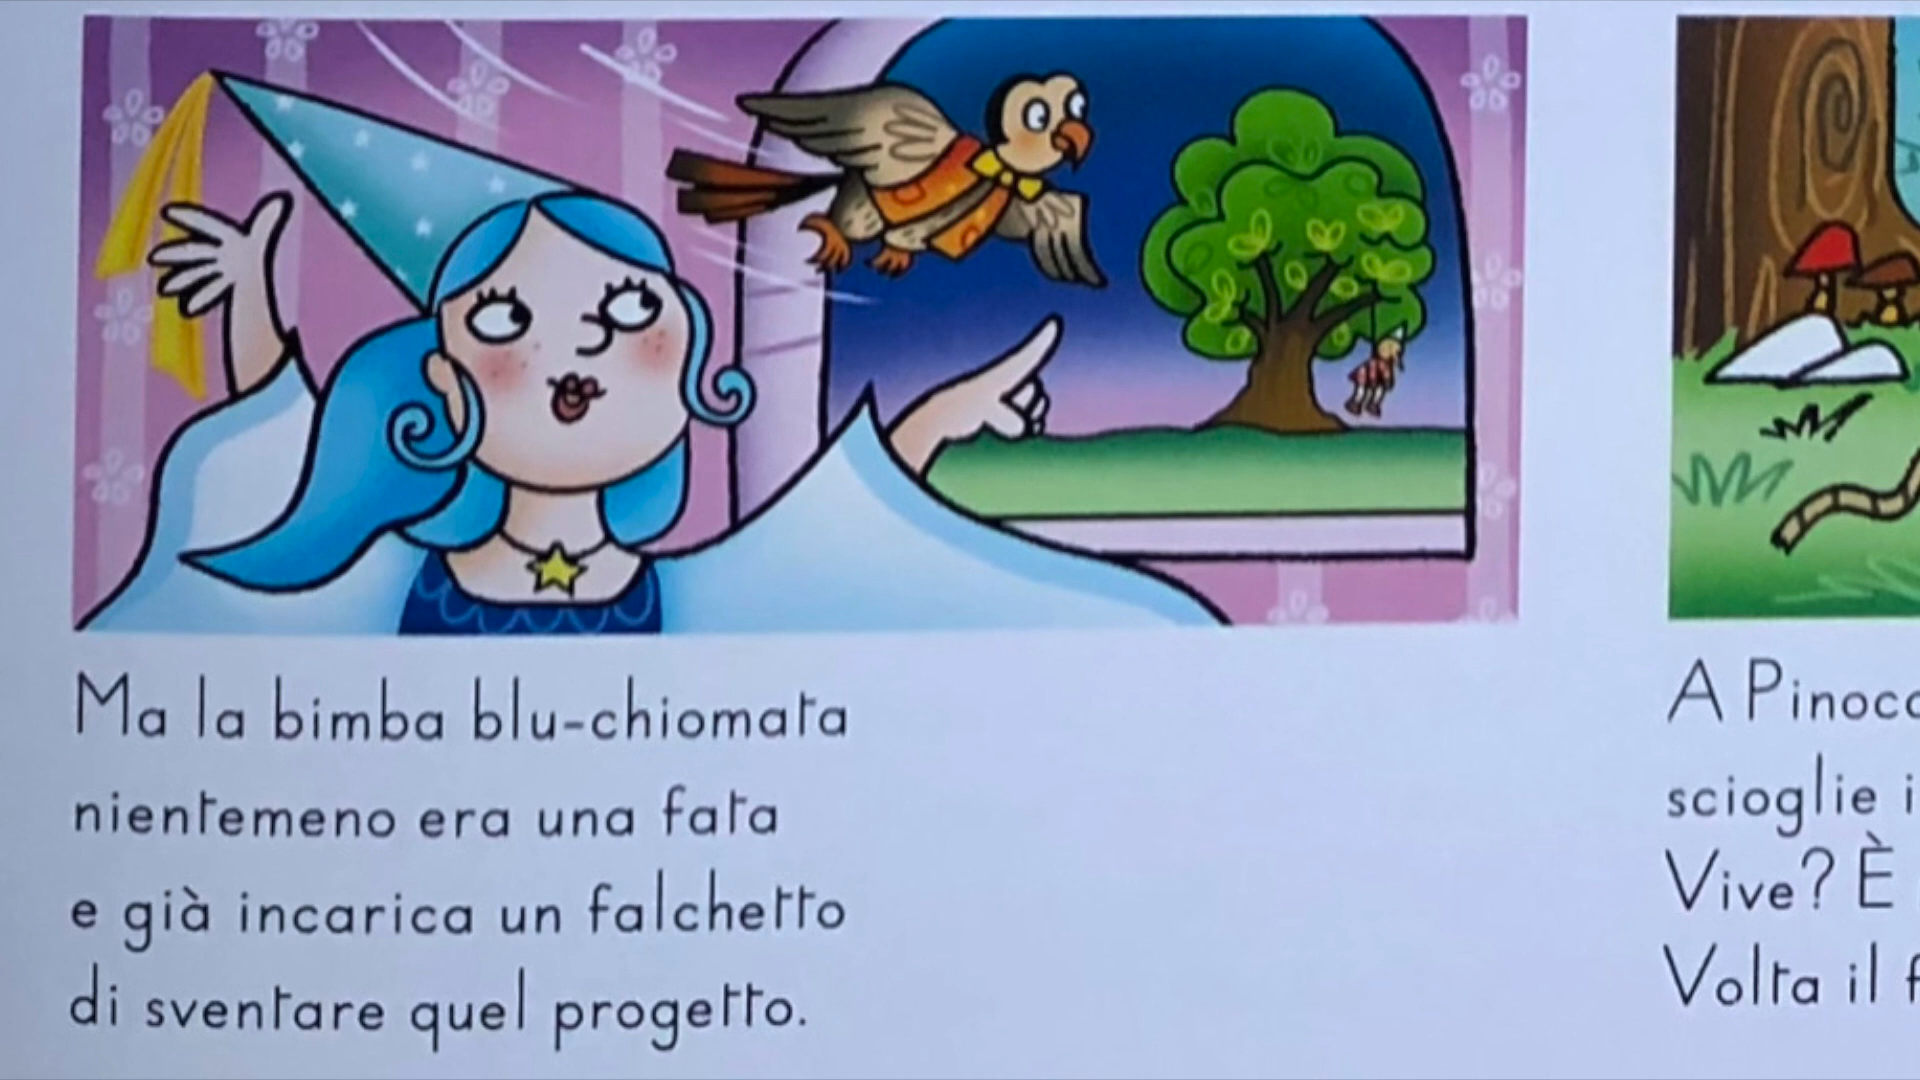 Ma la bimba blu-chiomata
nientemeno era una fata
e già incarica un falchetto
di sventare quel progetto.
A
scioglie
Vive? È
Volta il